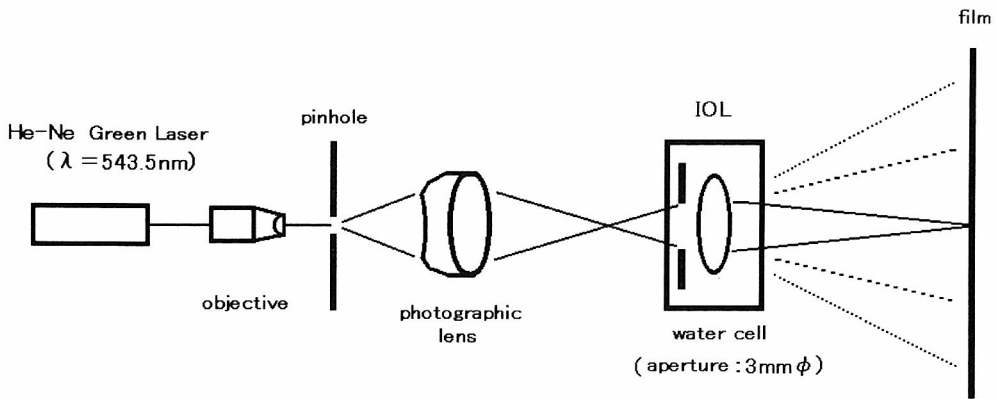 film
IOL
pinhole
He-Ne Green Laser
(λ=543.5nm)
objective
photographic
lens
water cell
(aperture:3mmφ)